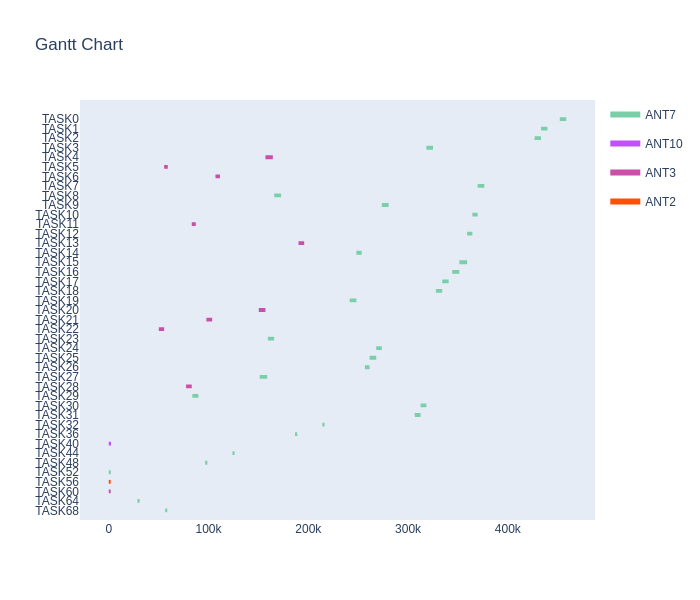 Gantt Chart
TASK0
TASK1
TASK2
TASK3
TASK4
TASK5
TASK6
TASK7
TASK8
TASK9
TASK10
TASK11
TASK12
TASK13
TASK14
TASK15
TASK16
TASK17
TASK18
TASK19
TASK20
TASK21
TASK22
TASK23
TASK24
TASK25
TASK26
TASK27
TASK28
TASK29
TASK30
TASK31
TASK32
TASK36
TASK40
TASK44
TASK48
TASK52
TASK56
TASK60
TASK64
TASK68
0 100k 200k 300k 400k
ANT7
ANT10
ANT3
ANT2